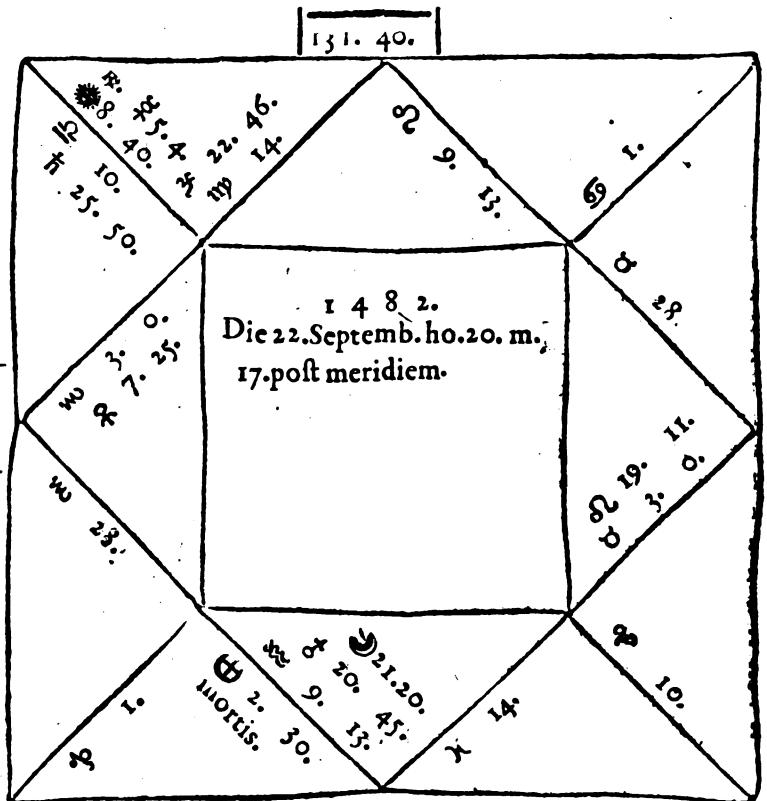 131. 40.
℞.
☉ 8. 40.
5. 4.
♃ 22. 46.
♍ 14.
♌ 9. 13.
♋ 1.
♎ 10.
♄ 25. 50.
♉ 28.
1 4 8 2.
Die 22. Septemb. ho. 20. m.
17. post meridiem.
♏ 3. 0.
7. 25.
☊ 19. 11.
♉ 3. 0.
♏ 28.
☽ 21. 20.
♂ 20. 45.
♒ 9. 13.
⊕ 2. 30.
mortis.
♈ 10.
♓ 14.
♑ 1.